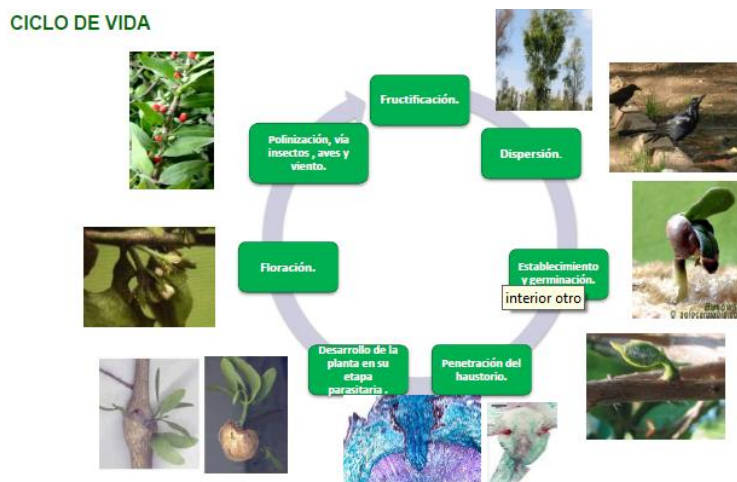 CICLO DE VIDA
Fructificación.
Dispersión.
Establecimiento
y germinación.
interior otro
Penetración del
haustorio.
Desarrollo de la
planta en su
etapa
parasitaria .
Floración.
Polinización, vía
insectos , aves y
viento.